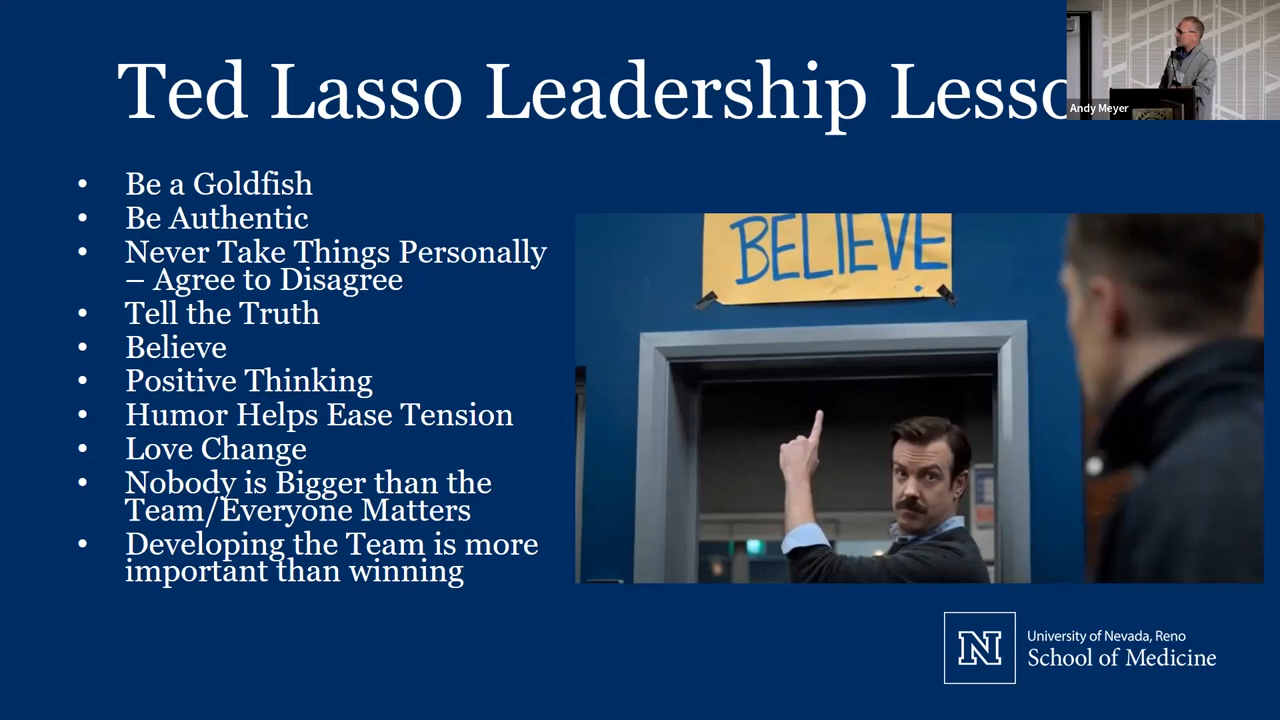 Ted Lasso Leadership Lesso
Andy Meyer
• Be a Goldfish
• Be Authentic
• Never Take Things Personally
– Agree to Disagree
• Tell the Truth
• Believe
• Positive Thinking
• Humor Helps Ease Tension
• Love Change
• Nobody is Bigger than the
Team/Everyone Matters
• Developing the Team is more
important than winning
BELIEVE
N
University of Nevada, Reno
School of Medicine